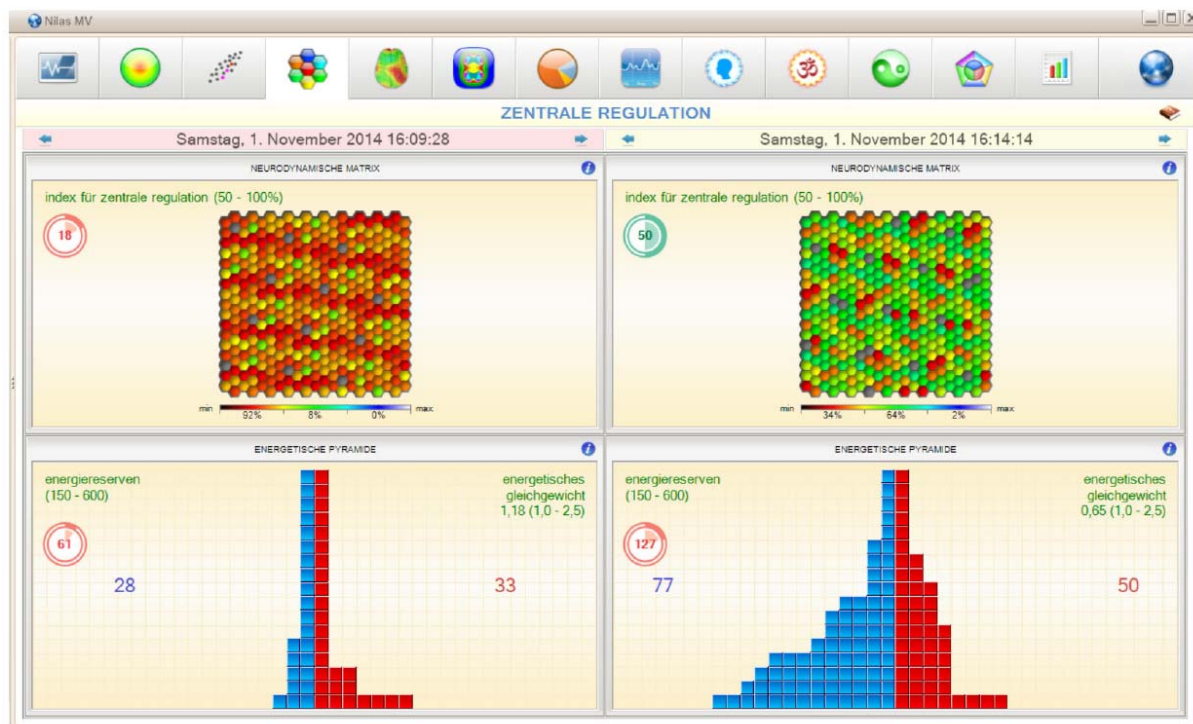 Nilas MV
ZENTRALE REGULATION
Samstag, 1. November 2014 16:09:28
Samstag, 1. November 2014 16:14:14
NEURODYNAMISCHE MATRIX
index für zentrale regulation (50 - 100%)
18
min
92%
8%
0%
max
NEURODYNAMISCHE MATRIX
index für zentrale regulation (50 - 100%)
50
min
34%
64%
2%
max
ENERGETISCHE PYRAMIDE
energiereserven
(150 - 600)
energetisches
gleichgewicht
1,18 (1,0 - 2,5)
61
28
33
ENERGETISCHE PYRAMIDE
energiereserven
(150 - 600)
energetisches
gleichgewicht
0,65 (1,0 - 2,5)
127
77
50